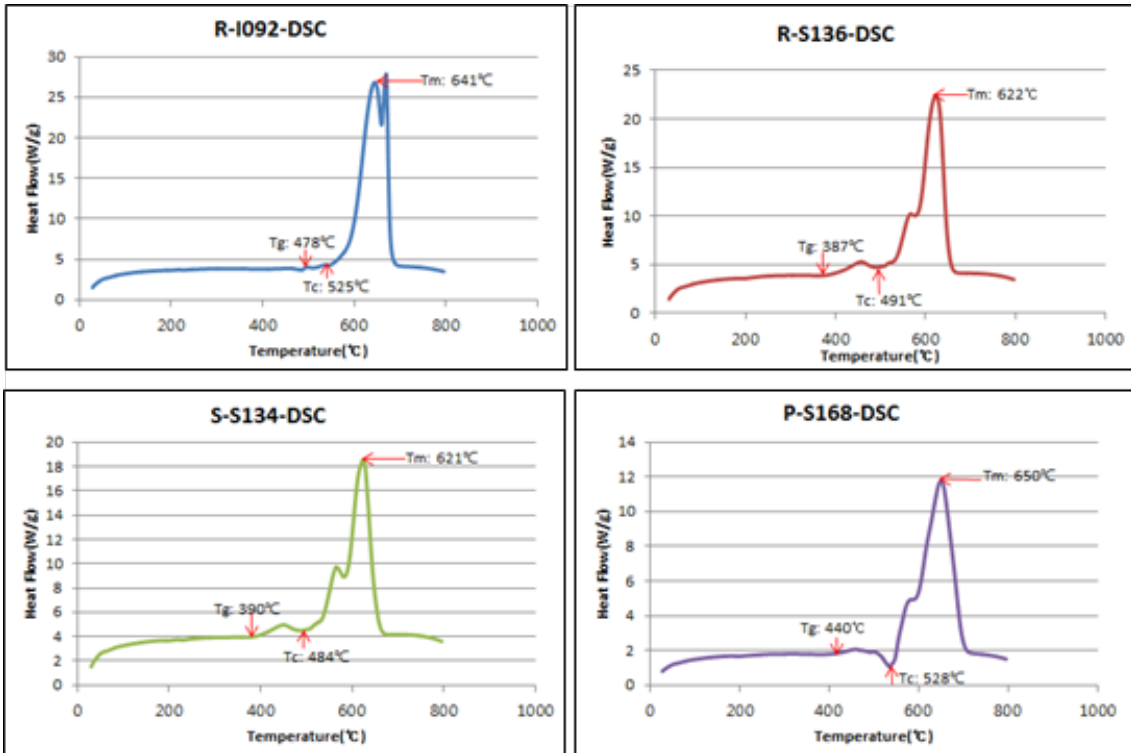 R-I092-DSC
30
25
20
15
10
5
0
Heat Flow(W/g)
Tm: 641℃
Tg: 478℃
Tc: 525℃
0 200 400 600 800 1000
Temperature(℃)
R-S136-DSC
25
20
15
10
5
0
Heat Flow(W/g)
Tm: 622℃
Tg: 387℃
Tc: 491℃
0 200 400 600 800 1000
Temperature(℃)
S-S134-DSC
20
18
16
14
12
10
8
6
4
2
0
Heat Flow(W/g)
Tm: 621℃
Tg: 390℃
Tc: 484℃
0 200 400 600 800 1000
Temperature(℃)
P-S168-DSC
14
12
10
8
6
4
2
0
Heat Flow(W/g)
Tm: 650℃
Tg: 440℃
Tc: 528℃
0 200 400 600 800 1000
Temperature(℃)